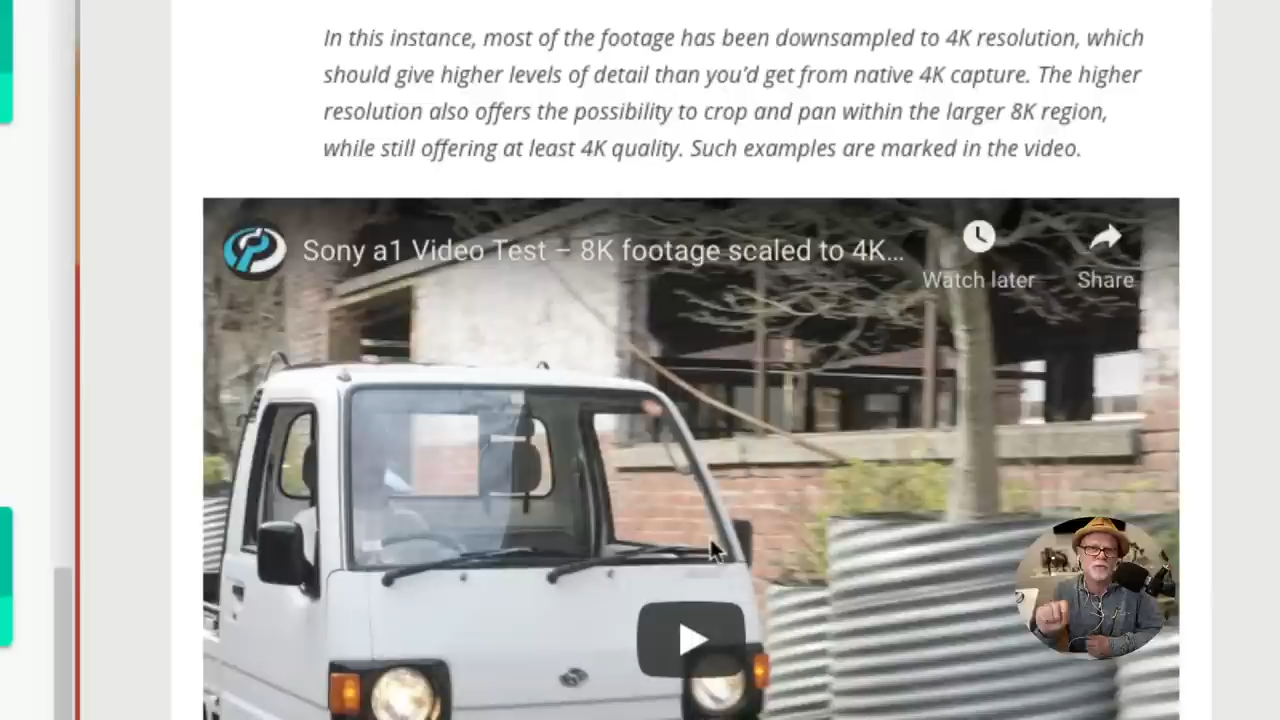 In this instance, most of the footage has been downsampled to 4K resolution, which
should give higher levels of detail than you'd get from native 4K capture. The higher
resolution also offers the possibility to crop and pan within the larger 8K region,
while still offering at least 4K quality. Such examples are marked in the video.
Sony a1 Video Test – 8K footage scaled to 4K...
Watch later
Share